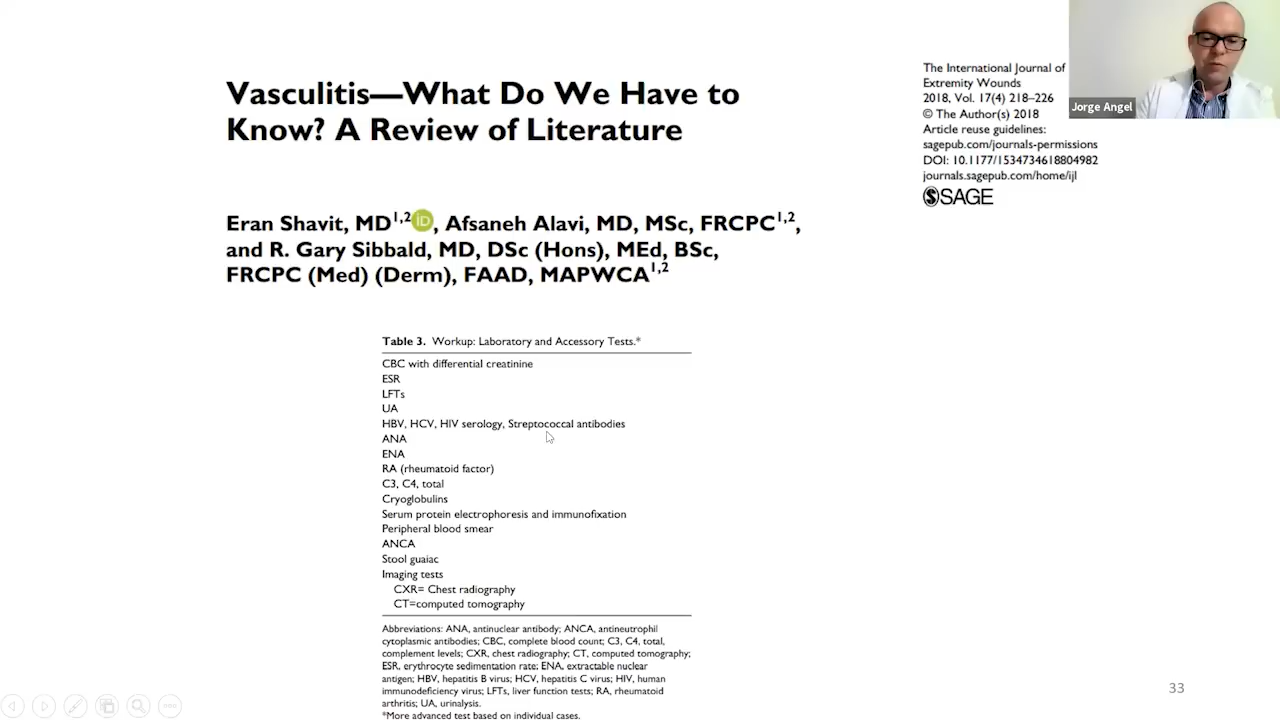 Vasculitis—What Do We Have to
Know? A Review of Literature
The International Journal of
Extremity Wounds
2018, Vol. 17(4) 218–226
© The Author(s) 2018
Article reuse guidelines:
sagepub.com/journals-permissions
DOI: 10.1177/1534734618804982
journals.sagepub.com/home/ijl
SAGE
Jorge Angel
Eran Shavit, MD1,2 iD, Afsaneh Alavi, MD, MSc, FRCPC1,2,
and R. Gary Sibbald, MD, DSc (Hons), MEd, BSc,
FRCPC (Med) (Derm), FAAD, MAPWCA1,2
Table 3. Workup: Laboratory and Accessory Tests.*
CBC with differential creatinine
ESR
LFTs
UA
HBV, HCV, HIV serology, Streptococcal antibodies
ANA
ENA
RA (rheumatoid factor)
C3, C4, total
Cryoglobulins
Serum protein electrophoresis and immunofixation
Peripheral blood smear
ANCA
Stool guaiac
Imaging tests
CXR= Chest radiography
CT=computed tomography
Abbreviations: ANA, antinuclear antibody; ANCA, antineutrophil
cytoplasmic antibodies; CBC, complete blood count; C3, C4, total,
complement levels; CXR, chest radiography; CT, computed tomography;
ESR, erythrocyte sedimentation rate; ENA, extractable nuclear
antigen; HBV, hepatitis B virus; HCV, hepatitis C virus; HIV, human
immunodeficiency virus; LFTs, liver function tests; RA, rheumatoid
arthritis; UA, urinalysis.
*More advanced test based on individual cases.
33